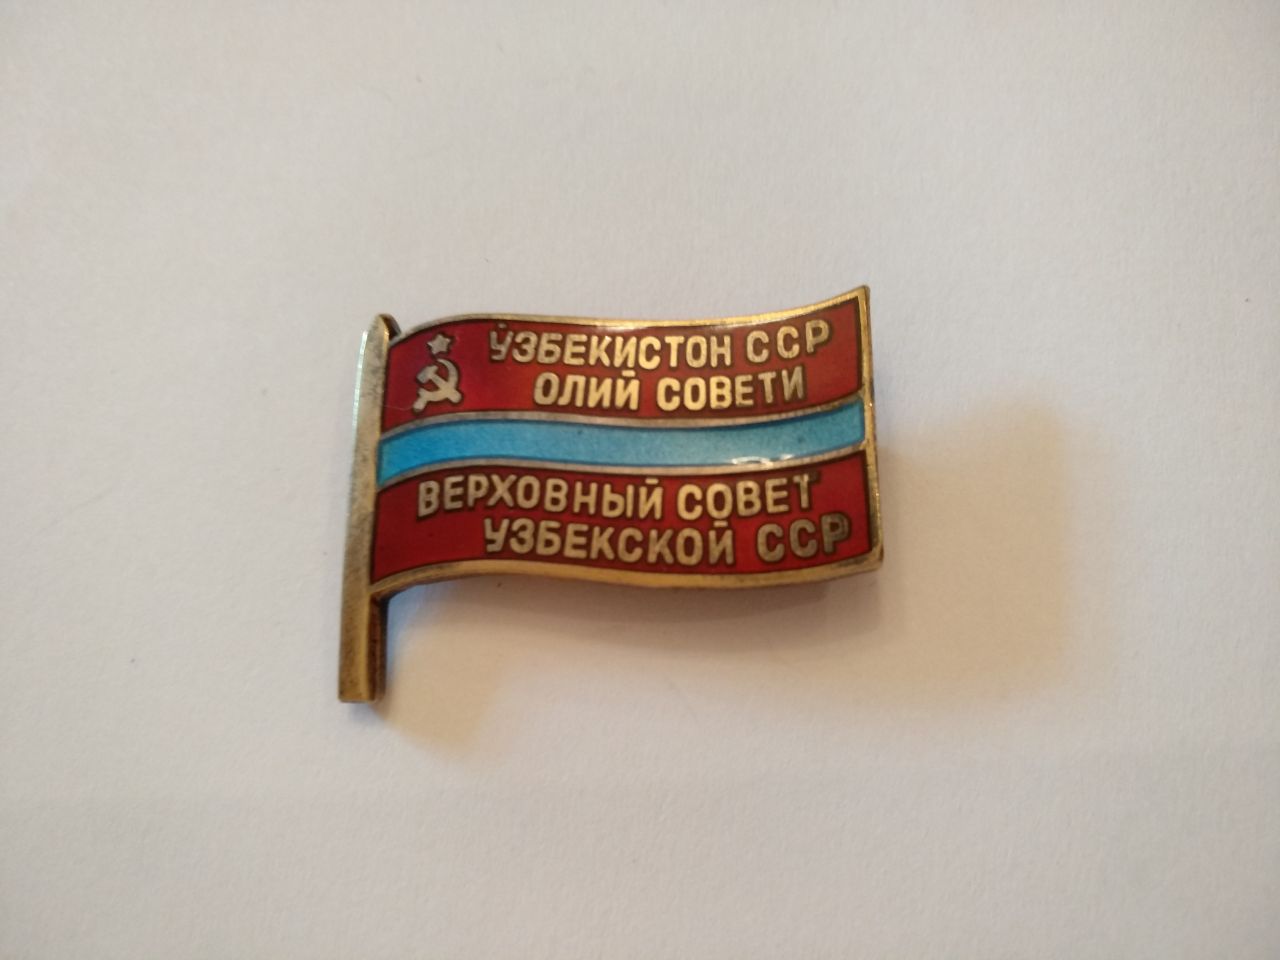 ЎЗБЕКИСТОН ССР
ОЛИЙ СОВЕТИ
ВЕРХОВНЫЙ СОВЕТ
УЗБЕКСКОЙ ССР